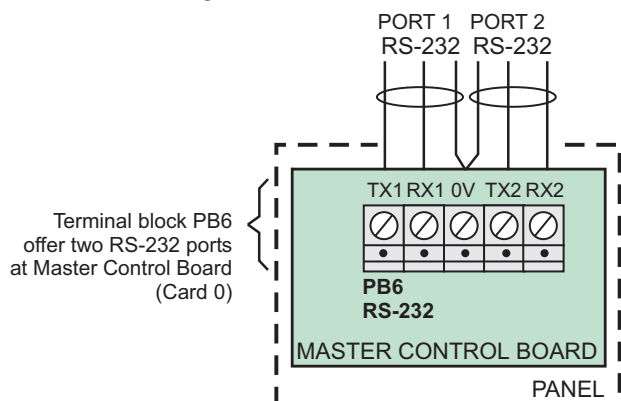 PORT 1 PORT 2
RS-232 RS-232
TX1 RX1 0V TX2 RX2
Terminal block PB6
offer two RS-232 ports
at Master Control Board
(Card 0)
PB6
RS-232
MASTER CONTROL BOARD
PANEL